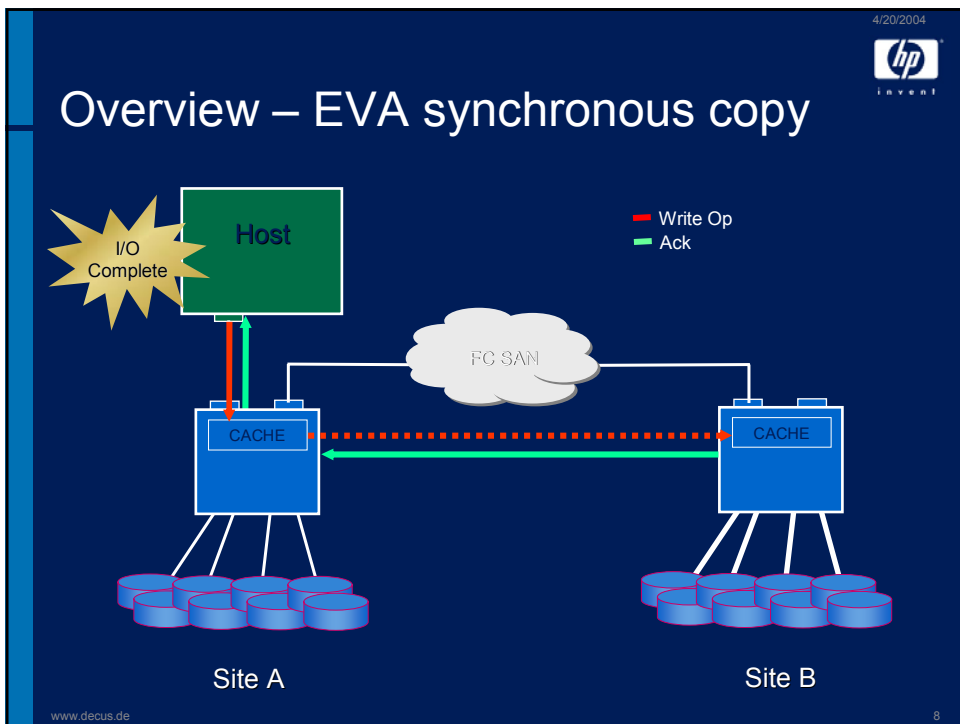 4/20/2004
hp
invent
Overview – EVA synchronous copy
I/O
Complete
Host
Write Op
Ack
FC SAN
CACHE
CACHE
Site A
Site B
www.decus.de
8